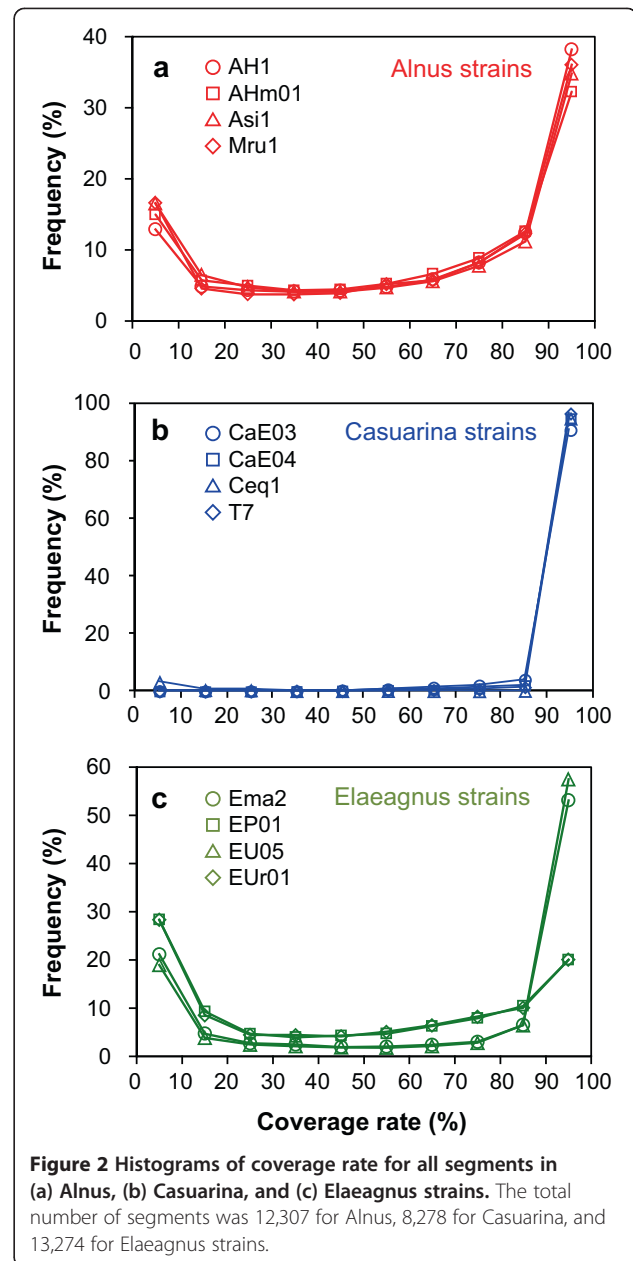 a
Alnus strains
AH1
AHm01
Asi1
Mru1
Frequency (%)
40
30
20
10
0
0 10 20 30 40 50 60 70 80 90 100
b
Casuarina strains
CaE03
CaE04
Ceq1
T7
Frequency (%)
100
80
60
40
20
0
0 10 20 30 40 50 60 70 80 90 100
c
Elaeagnus strains
Ema2
EP01
EU05
EUr01
Frequency (%)
60
50
40
30
20
10
0
0 10 20 30 40 50 60 70 80 90 100
Coverage rate (%)
Figure 2 Histograms of coverage rate for all segments in
(a) Alnus, (b) Casuarina, and (c) Elaeagnus strains. The total
number of segments was 12,307 for Alnus, 8,278 for Casuarina, and
13,274 for Elaeagnus strains.